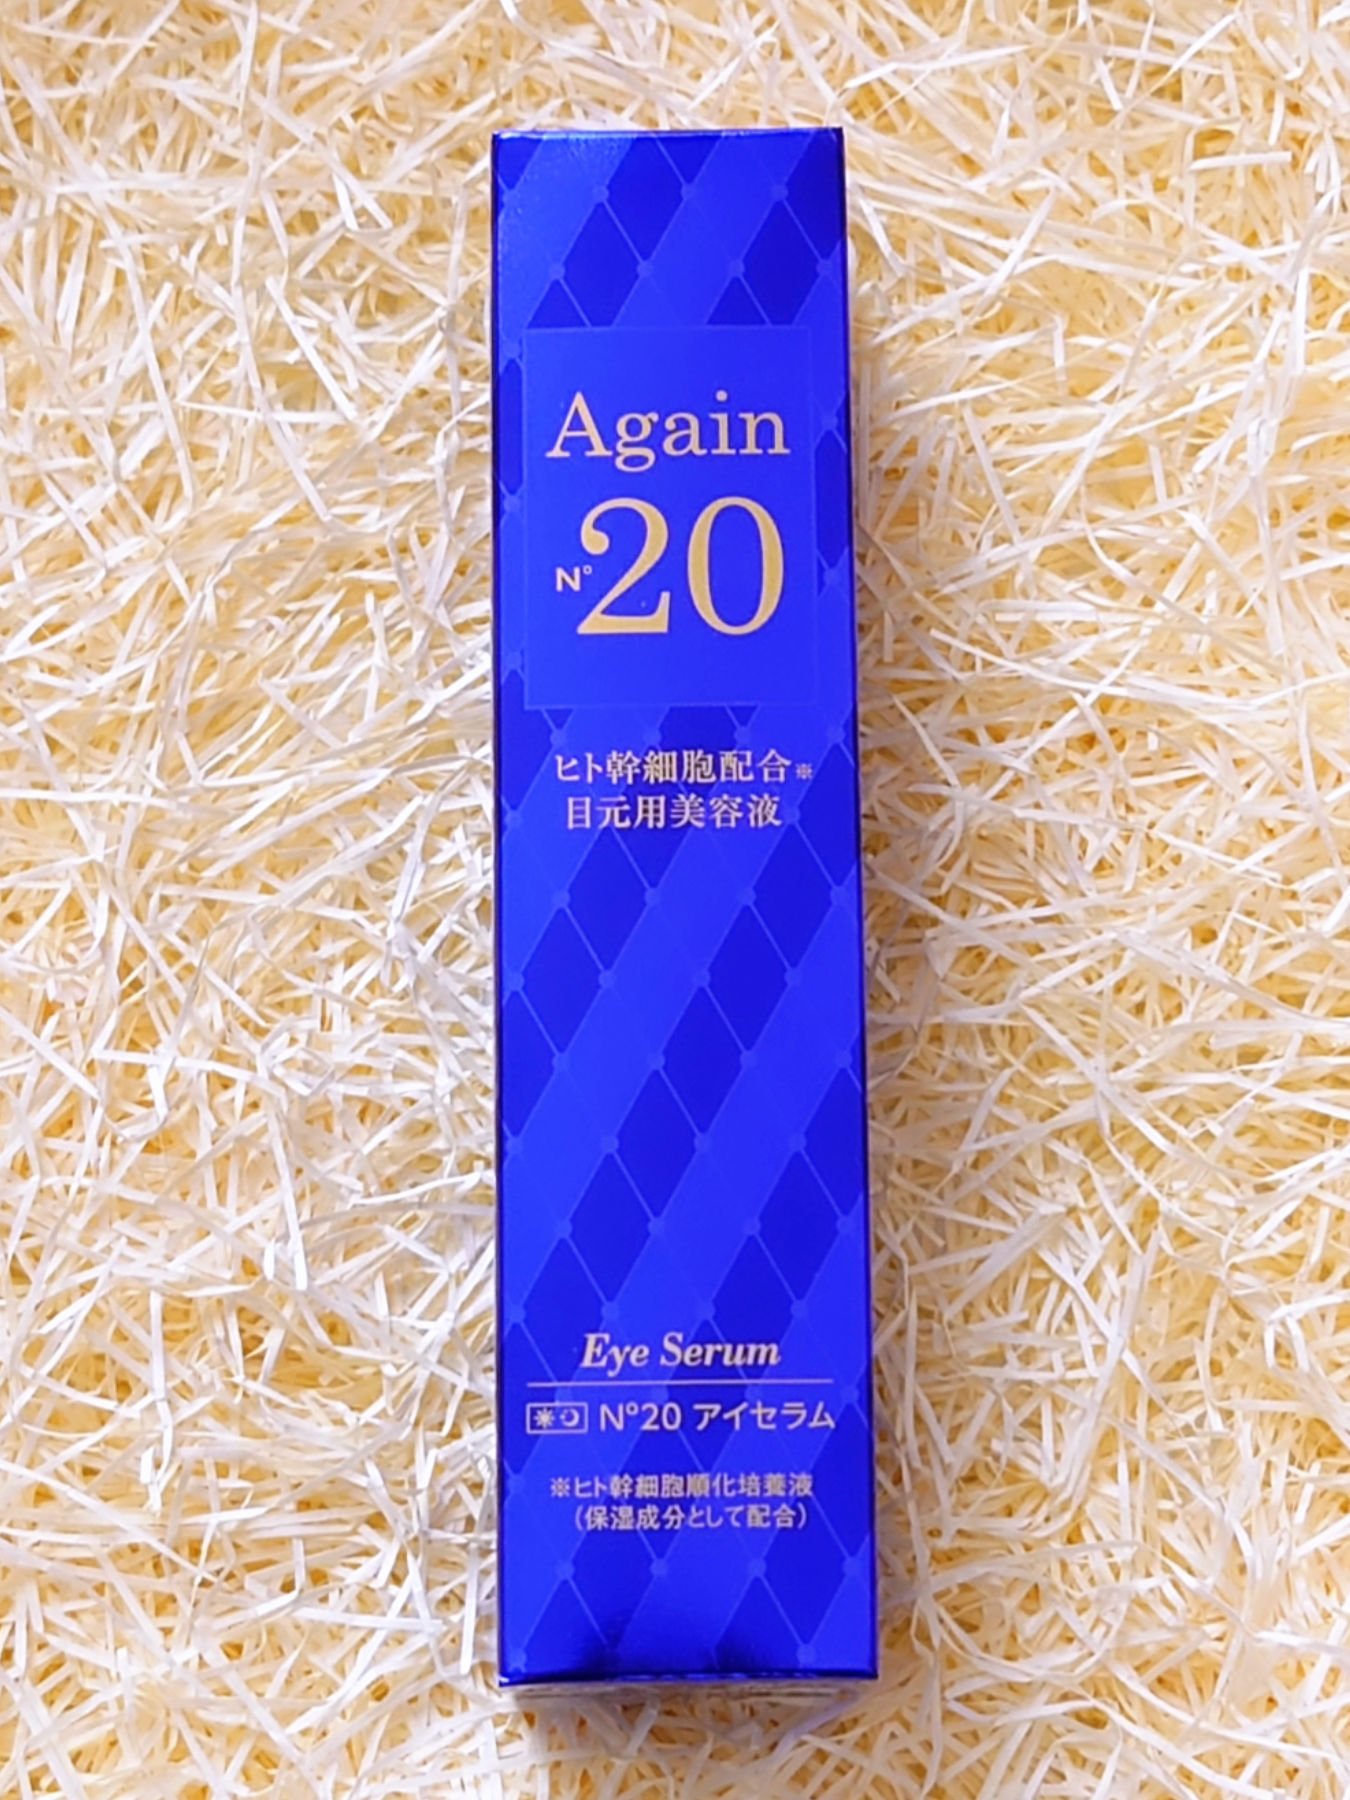 Again
N°20
ヒト幹細胞配合※
目元用美容液
Eye Serum
N°20 アイセラム
※ヒト幹細胞順化培養液
(保湿成分として配合)